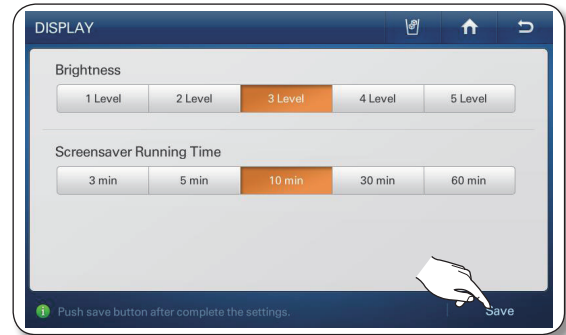 DISPLAY
Brightness
1 Level 2 Level 3 Level 4 Level 5 Level
Screensaver Running Time
3 min 5 min 10 min 30 min 60 min
Push save button after complete the settings. Save